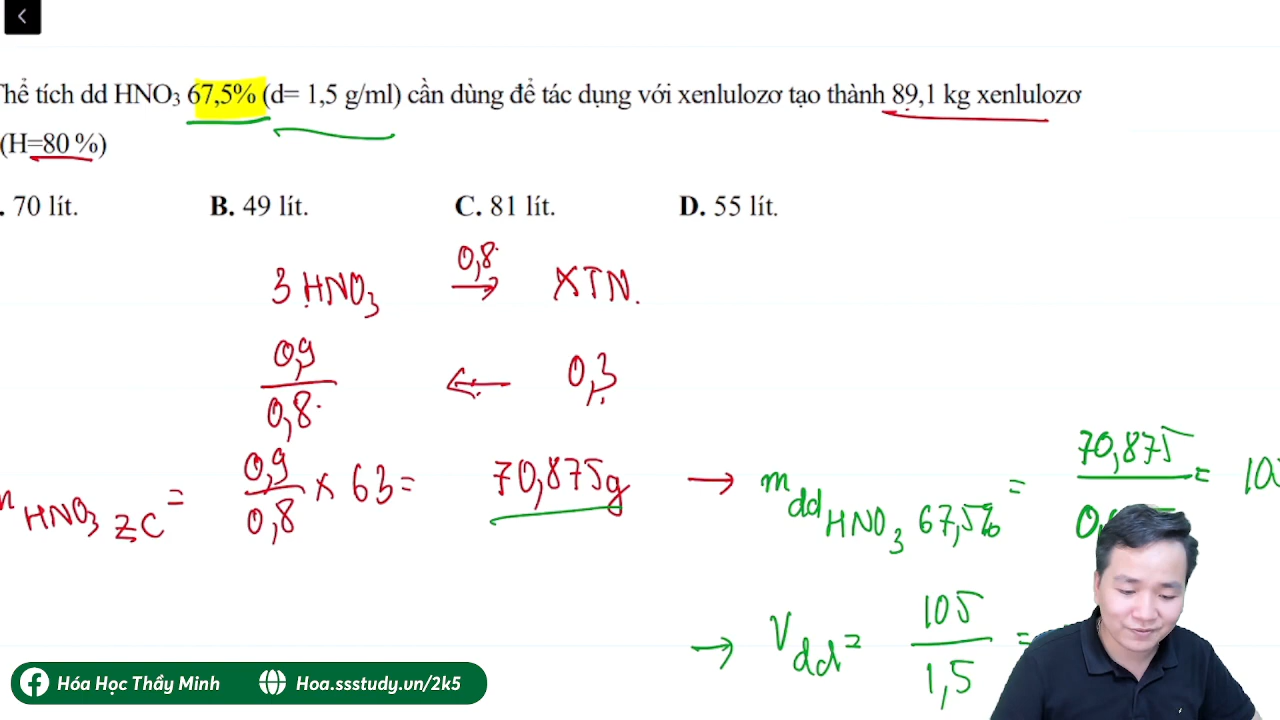 Thể tích dd HNO₃ 67,5% (d= 1,5 g/ml) cần dùng để tác dụng với xenlulozơ tạo thành 89,1 kg xenlulozơ
(H=80 %)
. 70 lít. B. 49 lít. C. 81 lít. D. 55 lít.
3 HNO₃ 0,8 → XTN.
0,9/0,8 ← 0,3
HNO₃ ZC = 0,9/0,8 × 63 = 70,875g → m dd HNO₃ 67,5% = 70,875 =
→ V dd = 105/1,5 =
Hóa Học Thầy Minh Hoa.ssstudy.vn/2k5